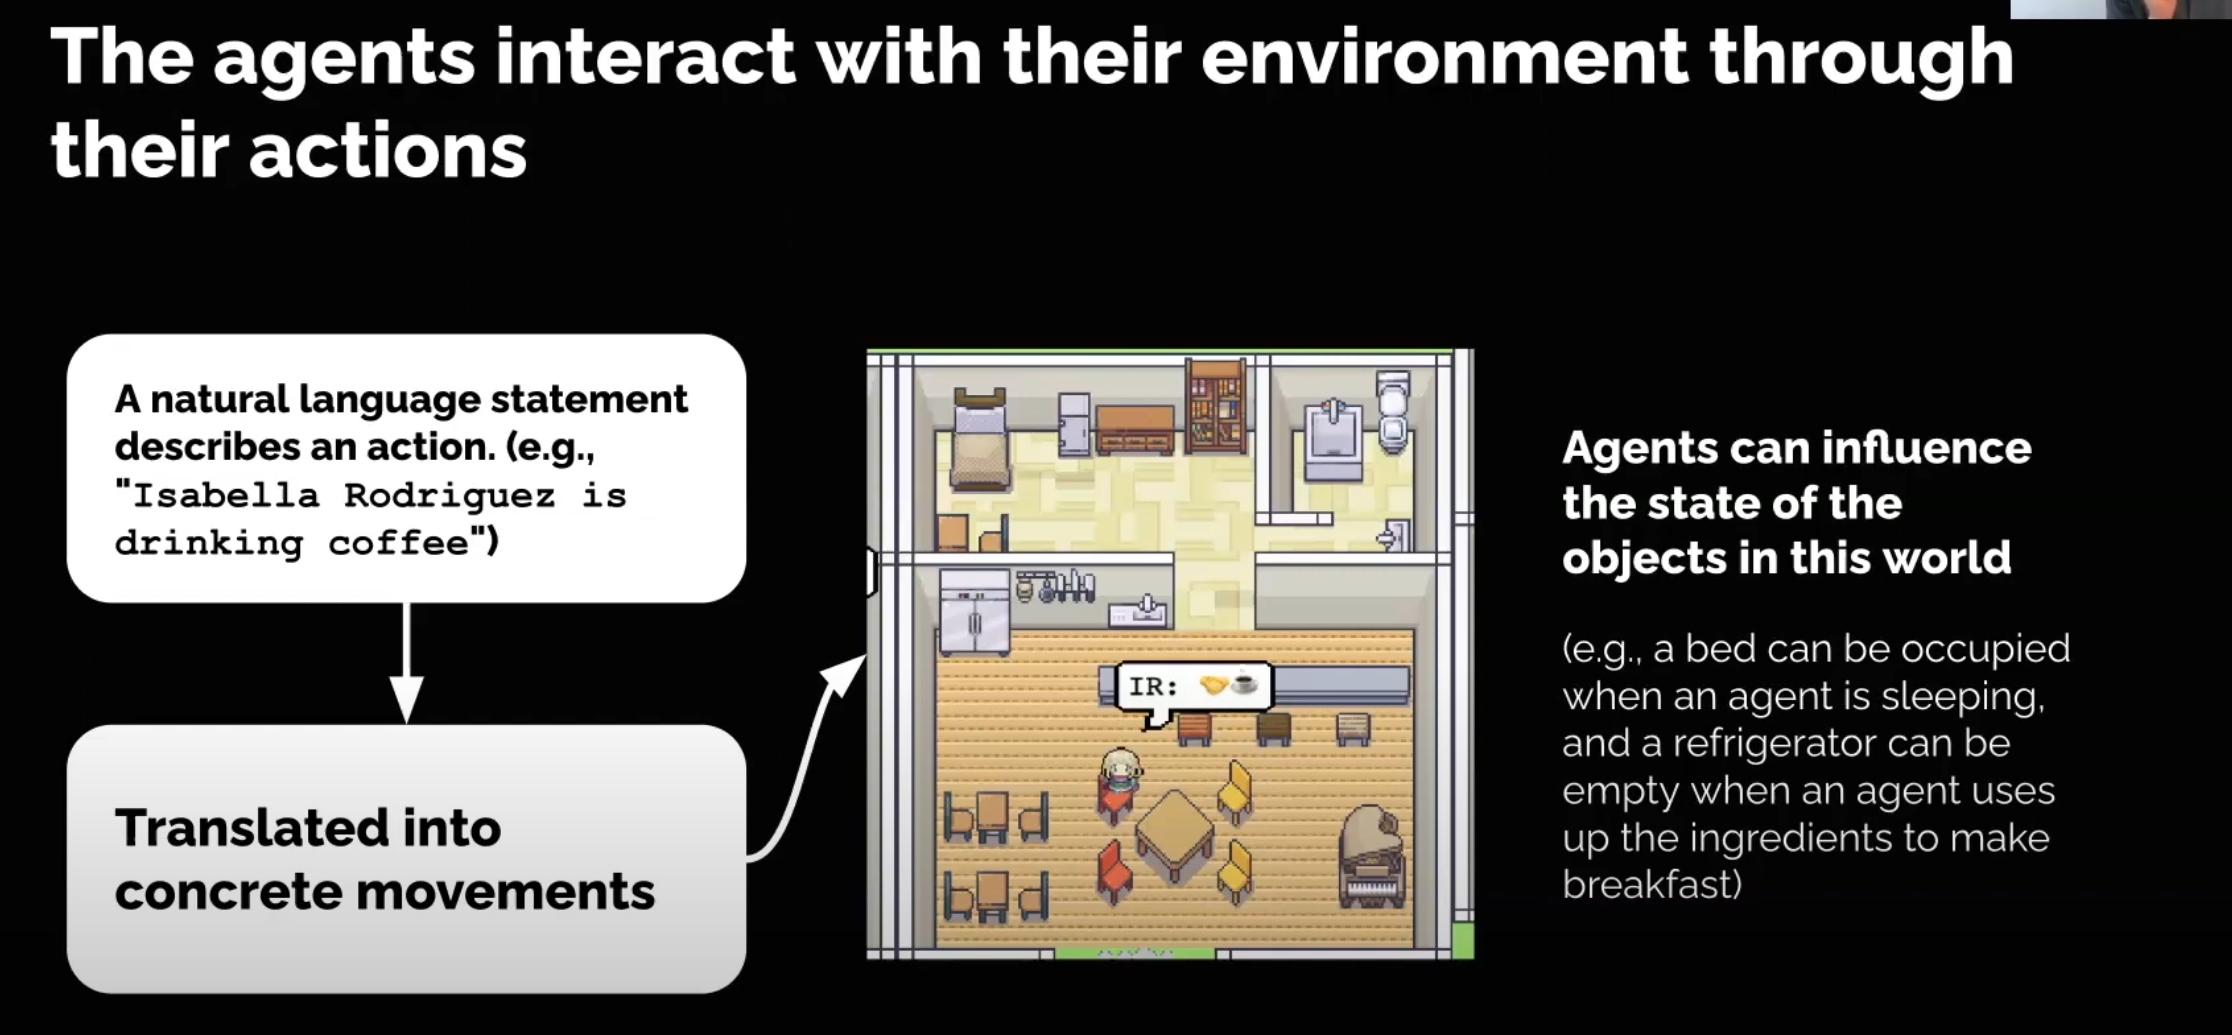 The agents interact with their environment through
their actions
A natural language statement
describes an action. (e.g.,
"Isabella Rodriguez is
drinking coffee")
Translated into
concrete movements
IR: 🤝☕
Agents can influence
the state of the
objects in this world
(e.g., a bed can be occupied
when an agent is sleeping,
and a refrigerator can be
empty when an agent uses
up the ingredients to make
breakfast)